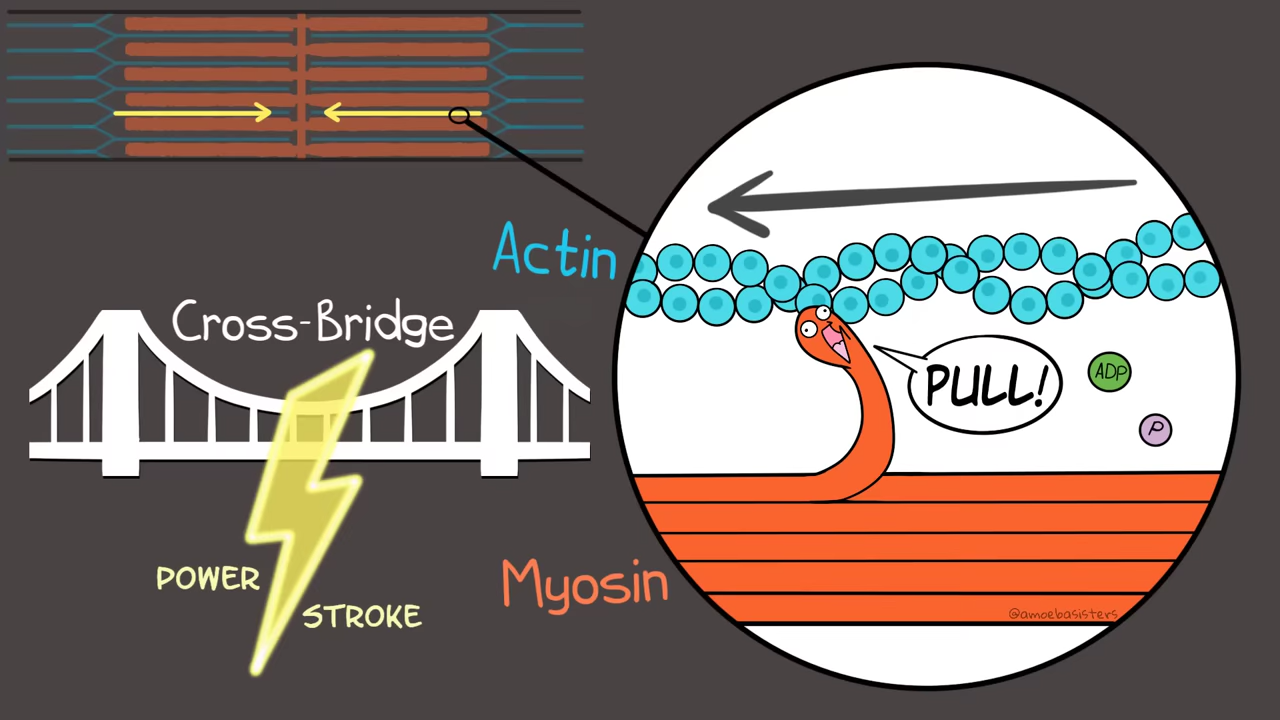 Actin
Cross-Bridge
PULL!
ADP
P
POWER
STROKE
Myosin
@amoebasisters